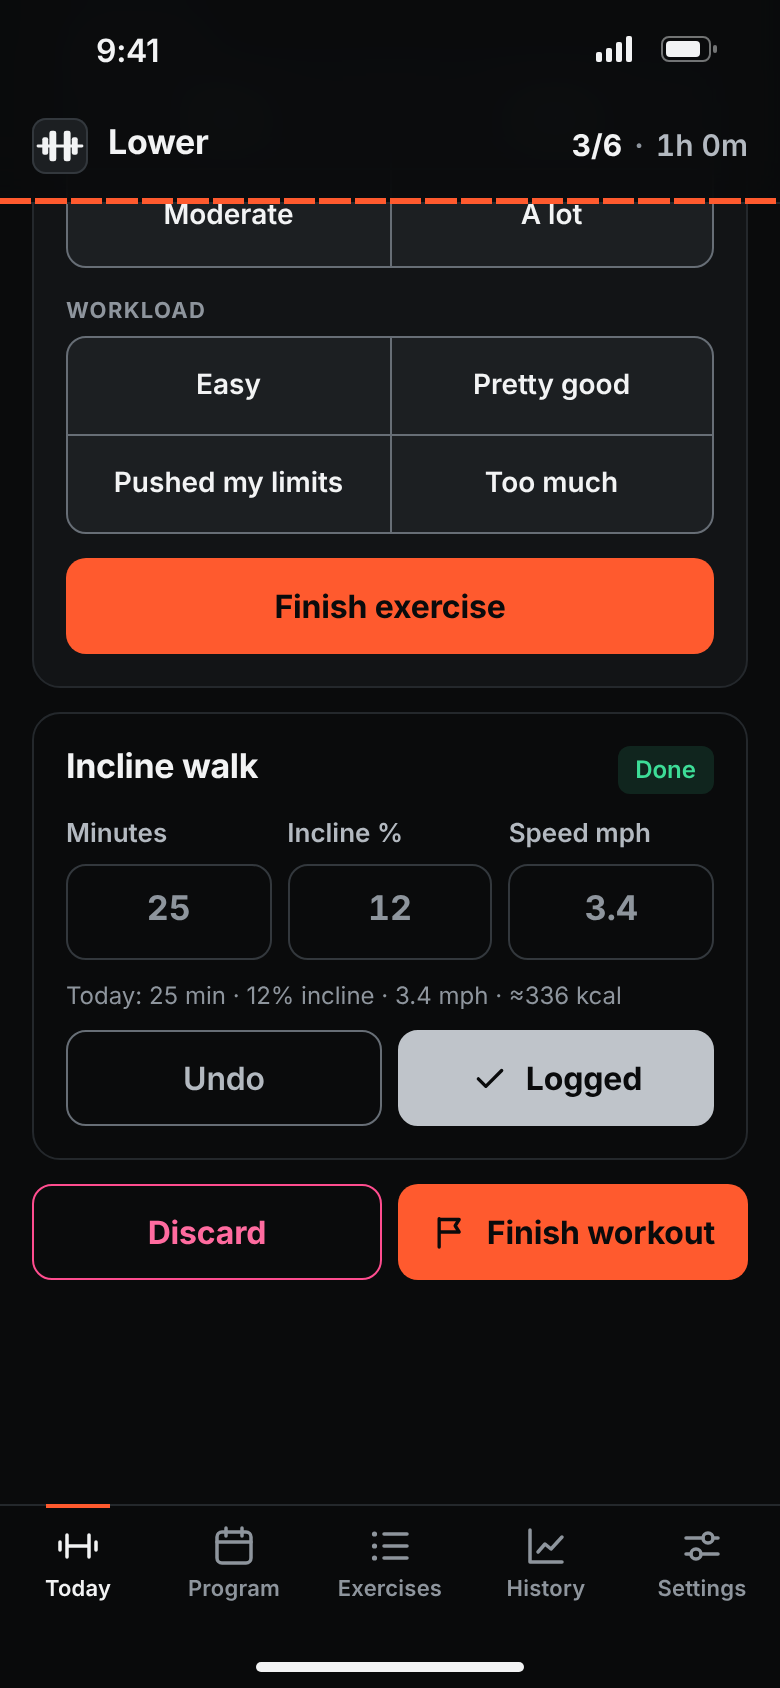 9:41
Lower
3/6 · 1h 0m
Moderate
A lot
WORKLOAD
Easy
Pretty good
Pushed my limits
Too much
Finish exercise
Incline walk
Done
Minutes
Incline %
Speed mph
25
12
3.4
Today: 25 min · 12% incline · 3.4 mph · ≈336 kcal
Undo
Logged
Discard
Finish workout
Today
Program
Exercises
History
Settings